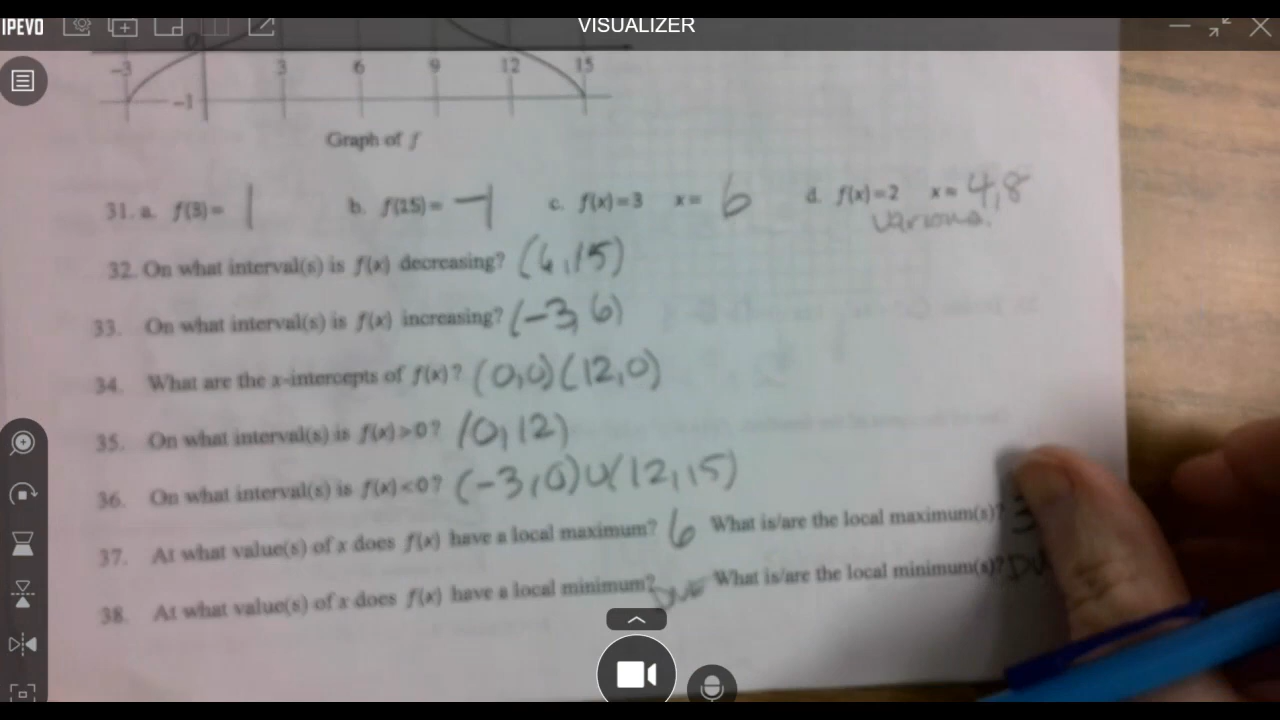 IPEVO VISUALIZER
-3 3 6 9 12 15
-1
Graph of f
31. a. f(3)= 1 b. f(15)= -1 c. f(x)=3 x= 6 d. f(x)=2 x= 4,8
various.
32. On what interval(s) is f(x) decreasing? (6,15)
33. On what interval(s) is f(x) increasing? (-3,6)
34. What are the x-intercepts of f(x)? (0,0)(12,0)
35. On what interval(s) is f(x)>0? (0,12)
36. On what interval(s) is f(x)<0? (-3,0)U(12,15)
37. At what value(s) of x does f(x) have a local maximum? 6 What is/are the local maximum(s)? 3
38. At what value(s) of x does f(x) have a local minimum? DNE What is/are the local minimum(s)?